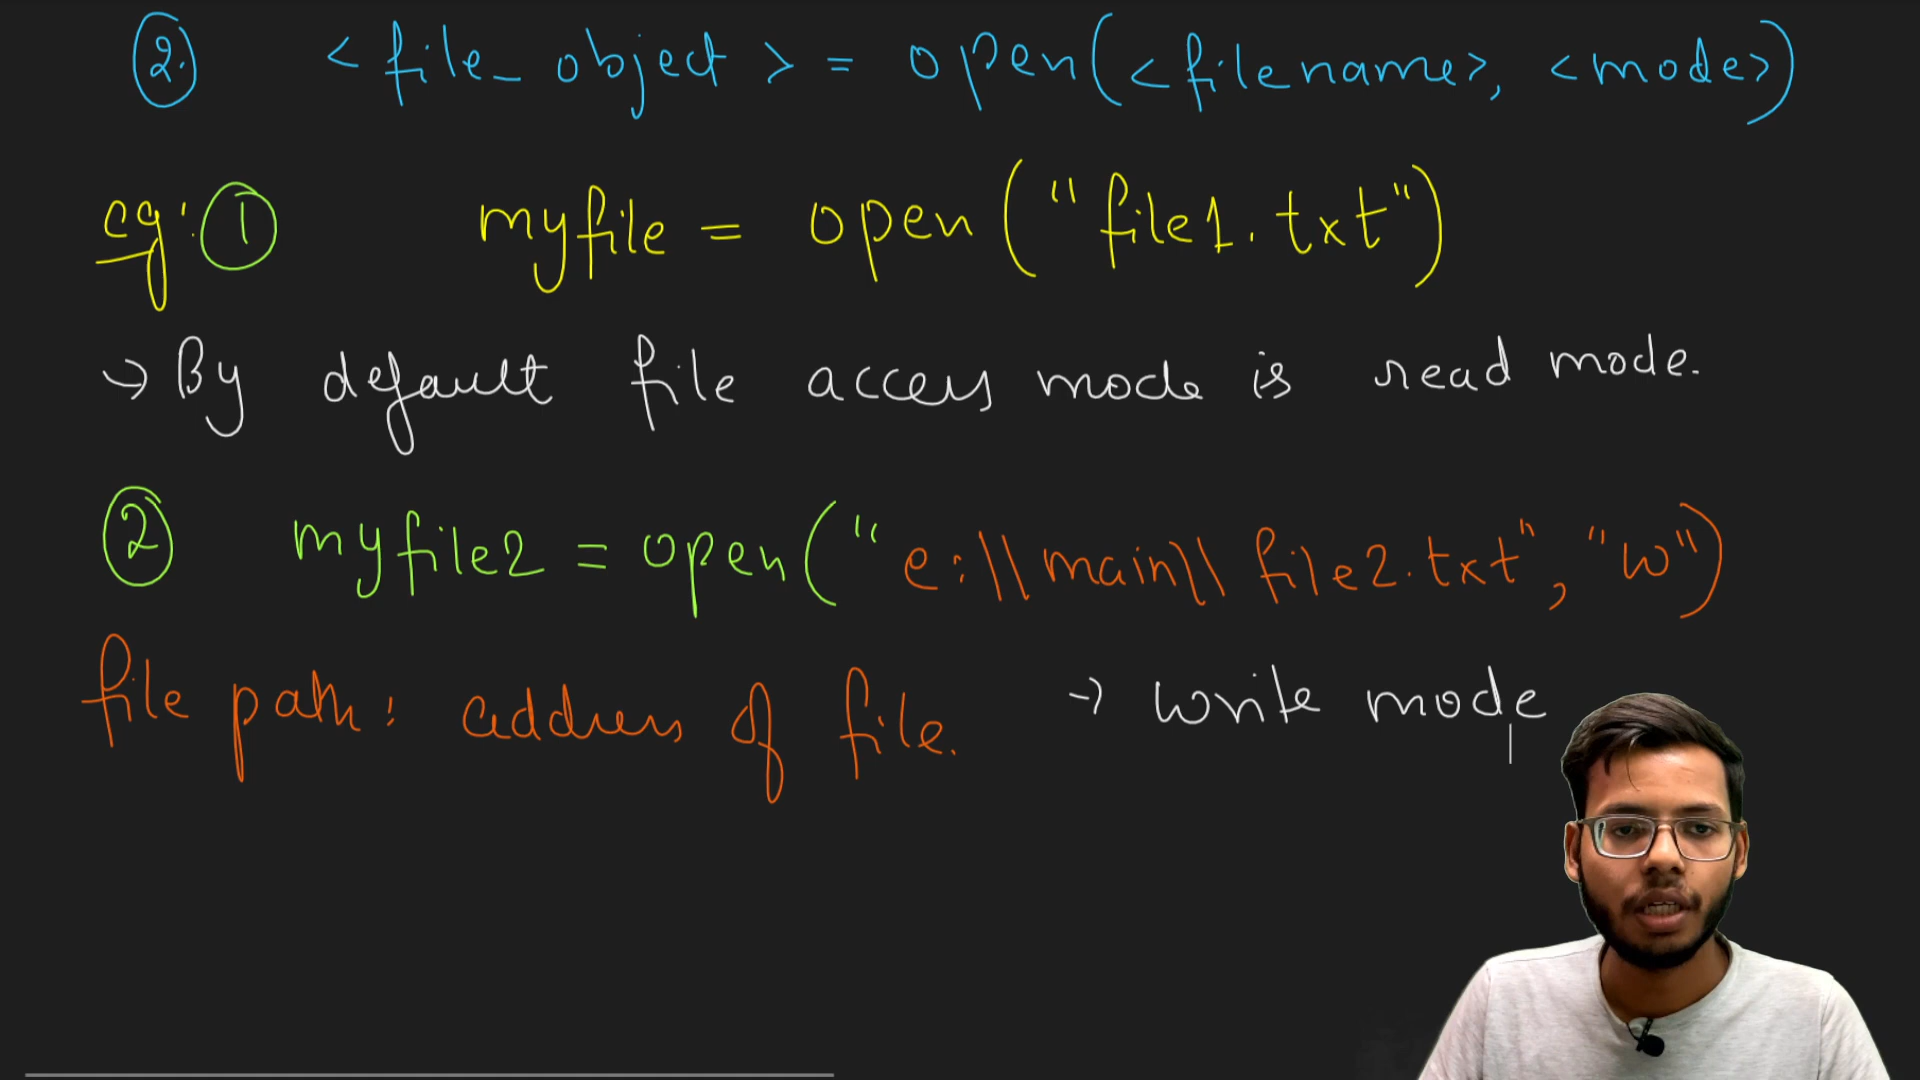 2. <file_object> = open(<filename>, <mode>)
eg: 1 myfile = open("file1.txt")
→ By default file access mode is read mode.
2 myfile2 = open("e:\\main\\file2.txt", "w")
file path: address of file. → write mode